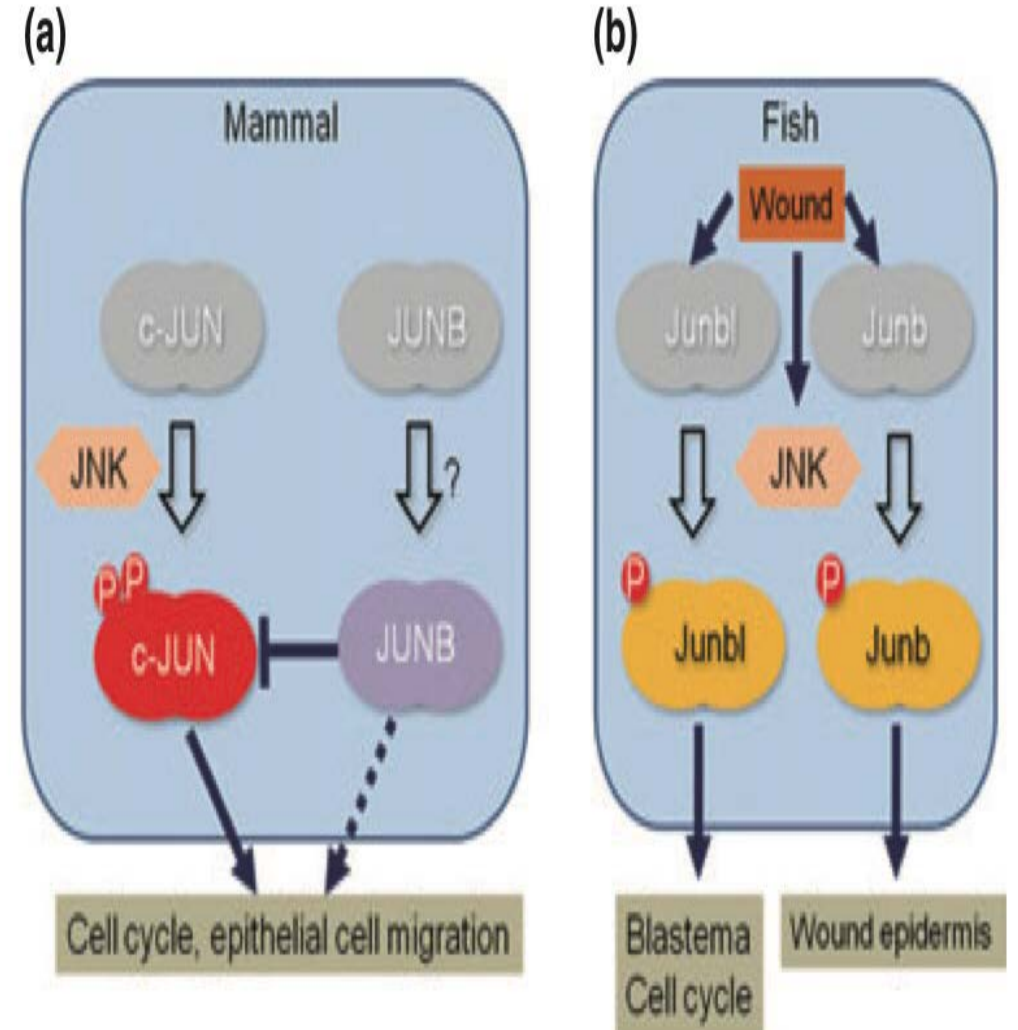 (a)
Mammal
c-JUN
JUNB
JNK
?
P
P
c-JUN
JUNB
Cell cycle, epithelial cell migration
(b)
Fish
Wound
Junbl
Junb
JNK
P
P
Junbl
Junb
Blastema
Cell cycle
Wound epidermis